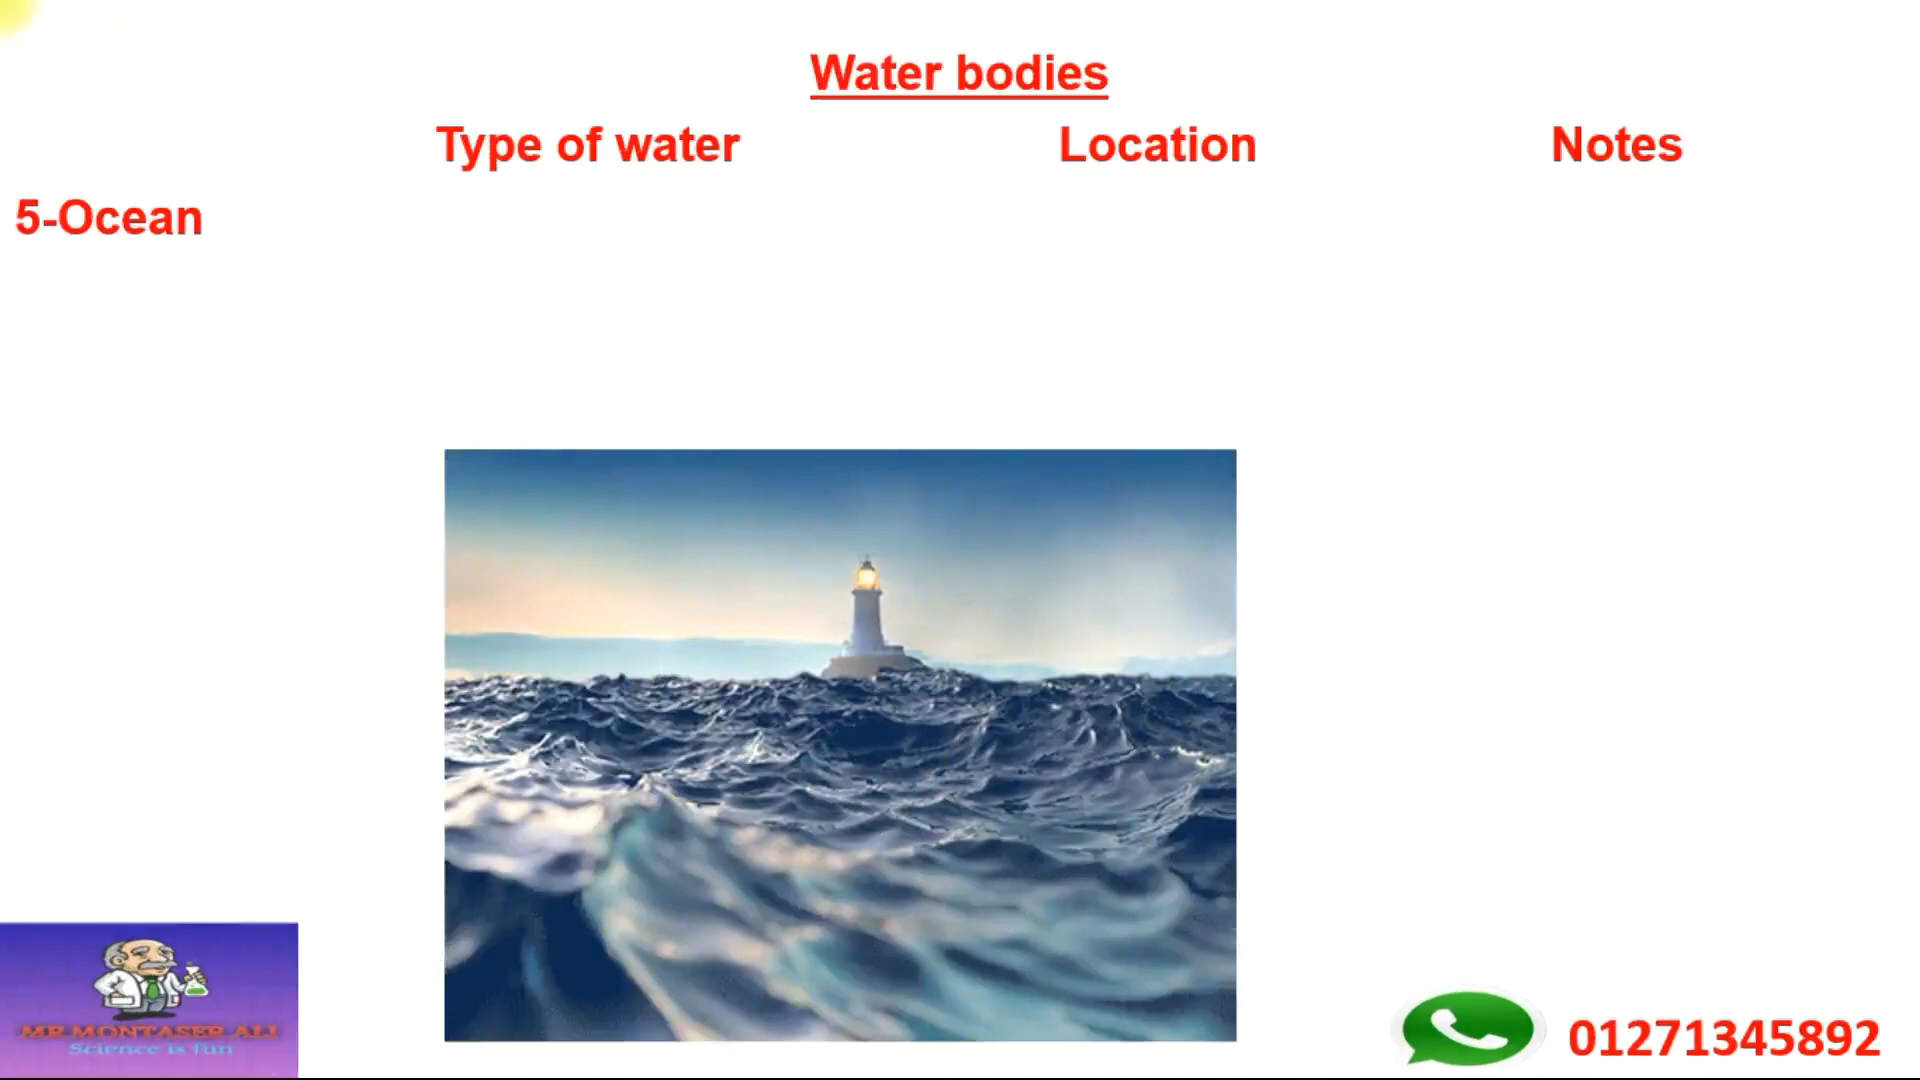 Water bodies
Type of water Location Notes
5-Ocean
MR.MONTASER ALI
Science is fun
01271345892